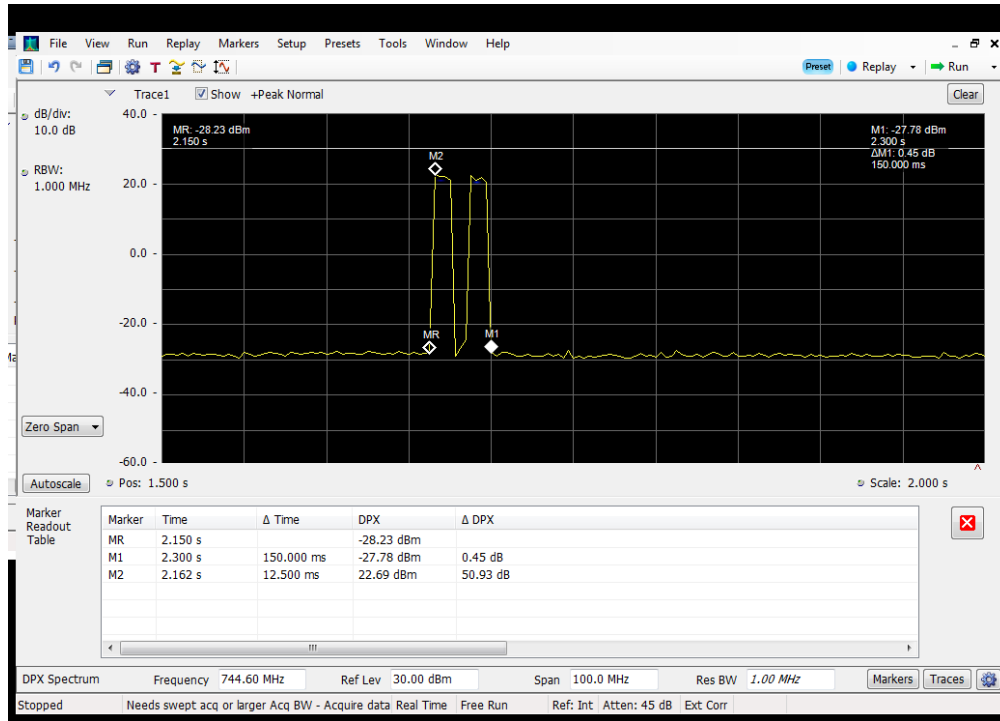 File View Run Replay Markers Setup Presets Tools Window Help
T Preset Replay Run
Trace1 Show +Peak Normal Clear
dB/div:
10.0 dB
RBW:
1.000 MHz
40.0
20.0
0.0
-20.0
-40.0
-60.0
MR: -28.23 dBm
2.150 s
M1: -27.78 dBm
2.300 s
ΔM1: 0.45 dB
150.000 ms
M2
MR
M1
Zero Span
Autoscale Pos: 1.500 s Scale: 2.000 s
Marker
Readout
Table
Marker Time Δ Time DPX Δ DPX
MR 2.150 s -28.23 dBm
M1 2.300 s 150.000 ms -27.78 dBm 0.45 dB
M2 2.162 s 12.500 ms 22.69 dBm 50.93 dB
DPX Spectrum Frequency 744.60 MHz Ref Lev 30.00 dBm Span 100.0 MHz Res BW 1.00 MHz Markers Traces
Stopped Needs swept acq or larger Acq BW - Acquire data Real Time Free Run Ref: Int Atten: 45 dB Ext Corr